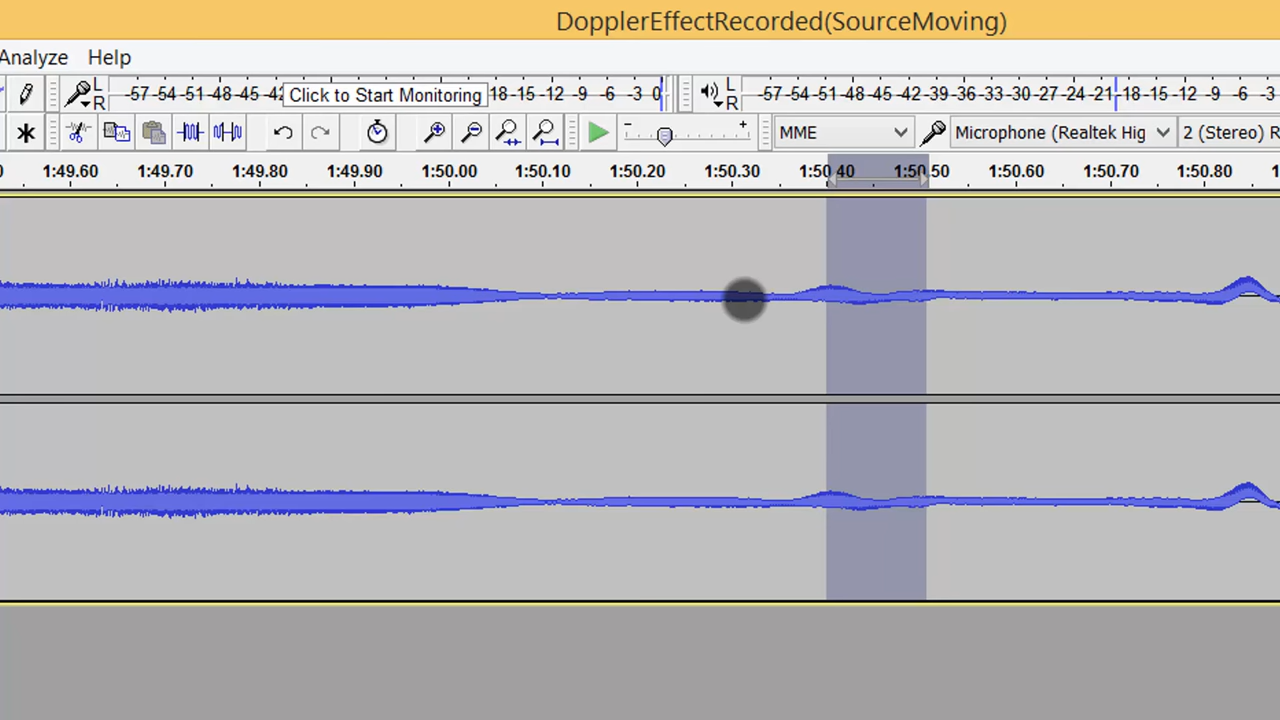 DopplerEffectRecorded(SourceMoving)
Analyze Help
L
R
-57 -54 -51 -48 -45 -42 Click to Start Monitoring 18 -15 -12 -9 -6 -3 0
L
R
-57 -54 -51 -48 -45 -42 -39 -36 -33 -30 -27 -24 -21 -18 -15 -12 -9 -6 -3
- + MME Microphone (Realtek Hig 2 (Stereo) R
0 1:49.60 1:49.70 1:49.80 1:49.90 1:50.00 1:50.10 1:50.20 1:50.30 1:50.40 1:50.50 1:50.60 1:50.70 1:50.80